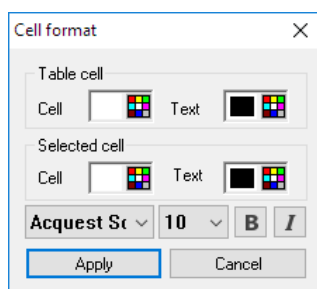 Cell format
Table cell
Cell Text
Selected cell
Cell Text
Acquest Sc 10 B I
Apply Cancel